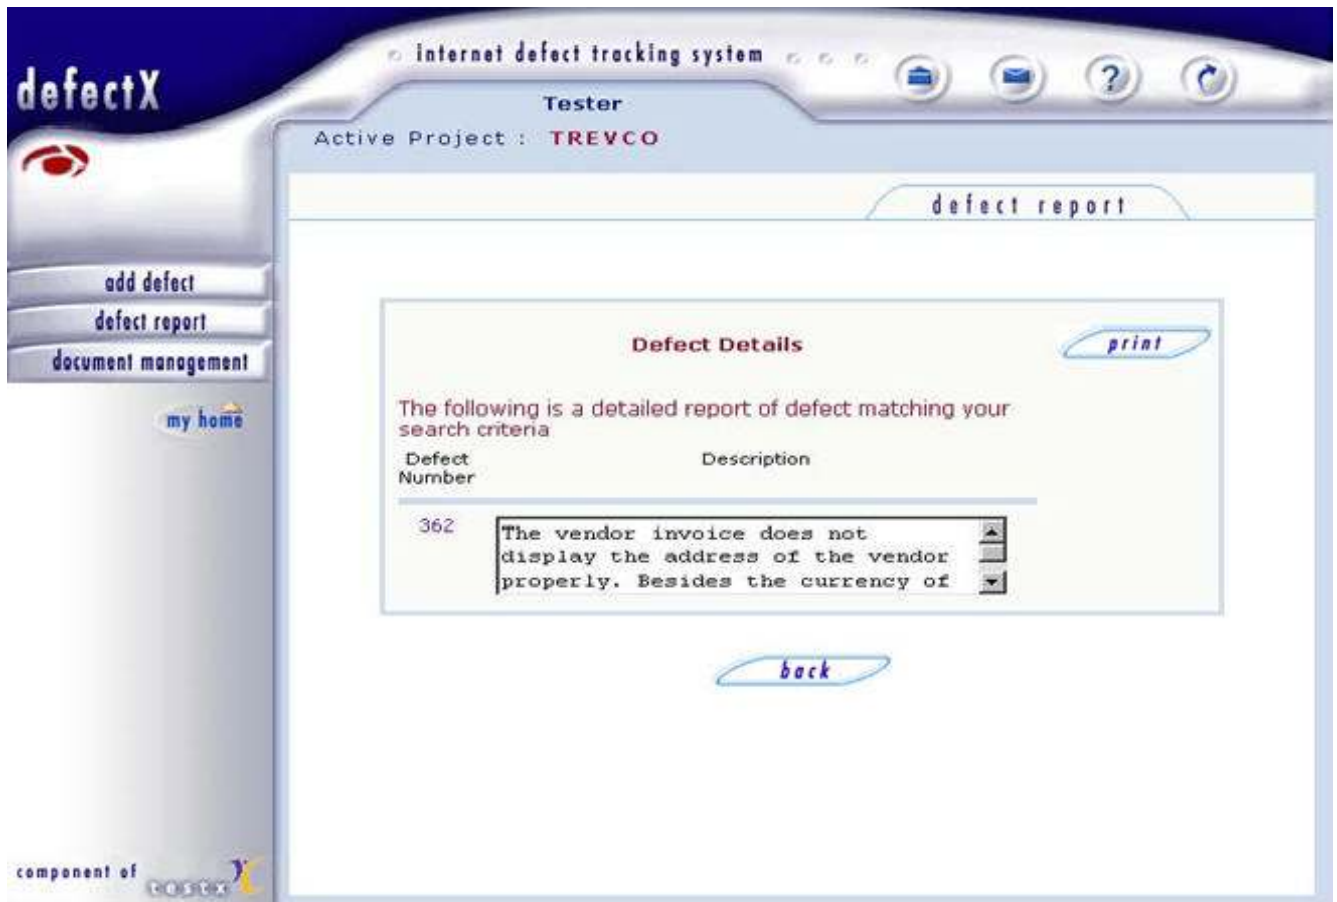 internet defect tracking system
defectX
Tester
Active Project : TREVCO
defect report
add defect
defect report
document management
my home
Defect Details
print
The following is a detailed report of defect matching your
search criteria
Defect
Number
Description
362
The vendor invoice does not
display the address of the vendor
properly. Besides the currency of
back
component of
testx
?